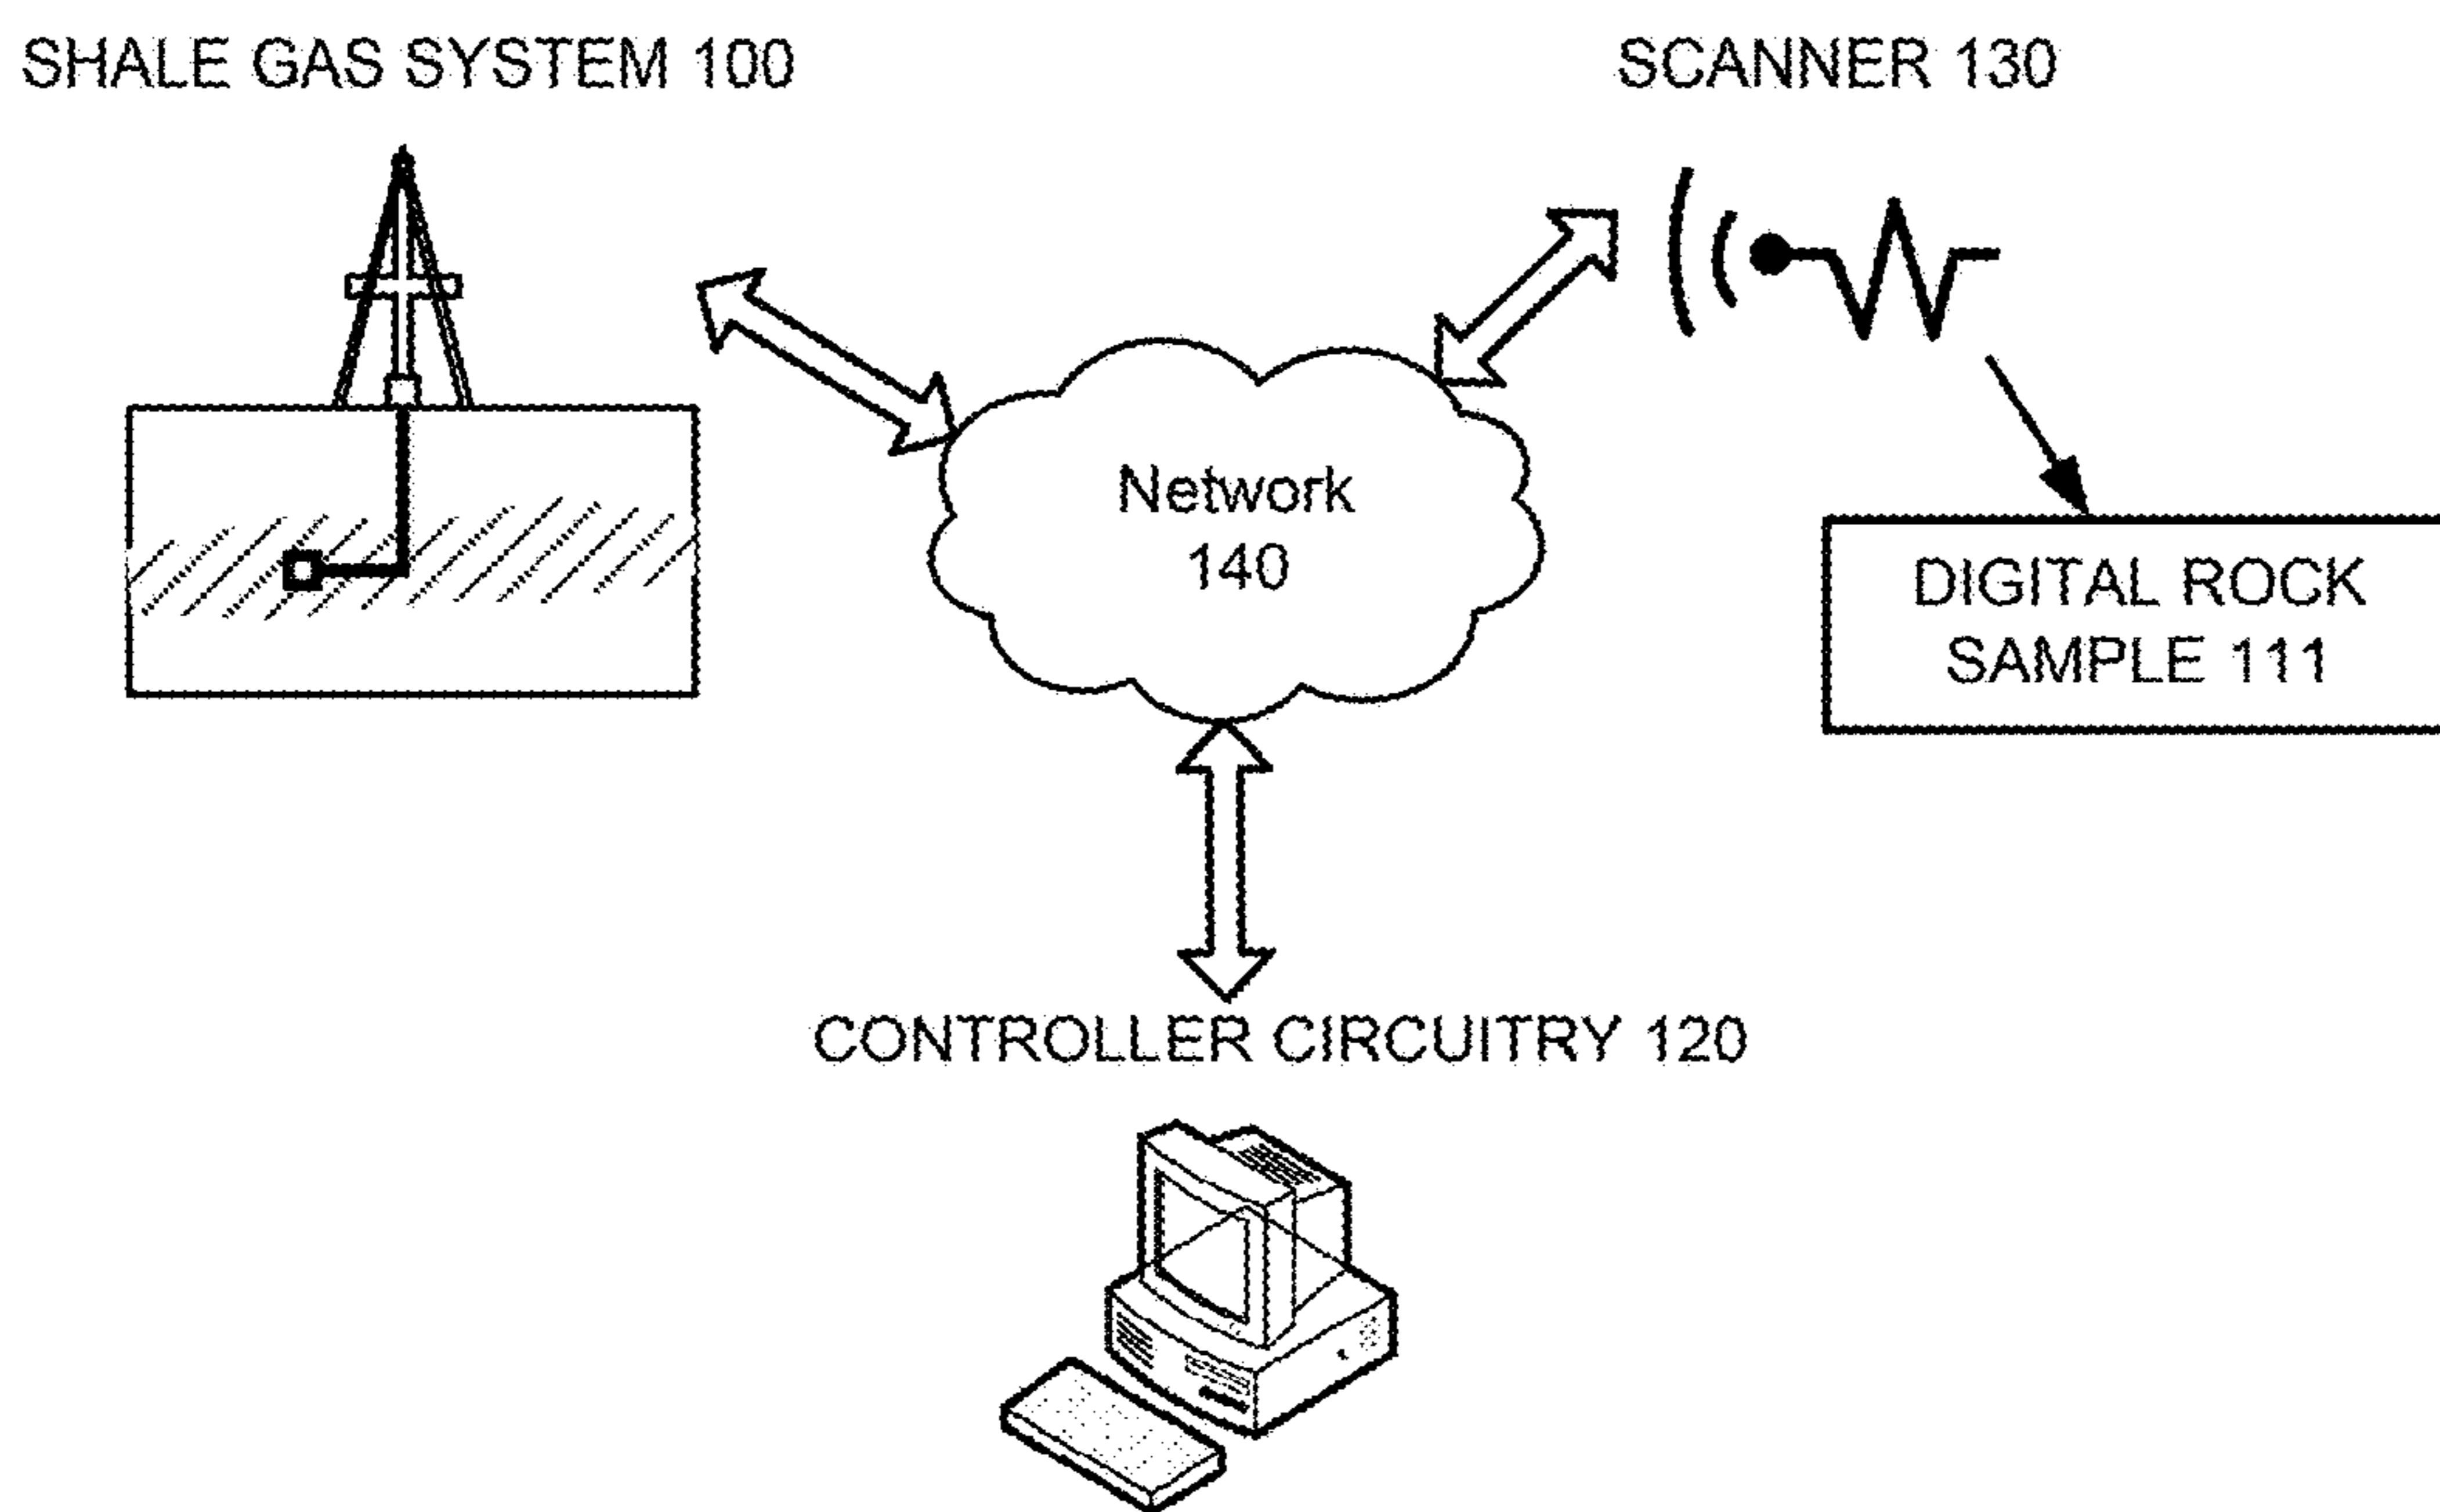 SHALE GAS SYSTEM 100
SCANNER 130
Network
140
DIGITAL ROCK
SAMPLE 111
CONTROLLER CIRCUITRY 120